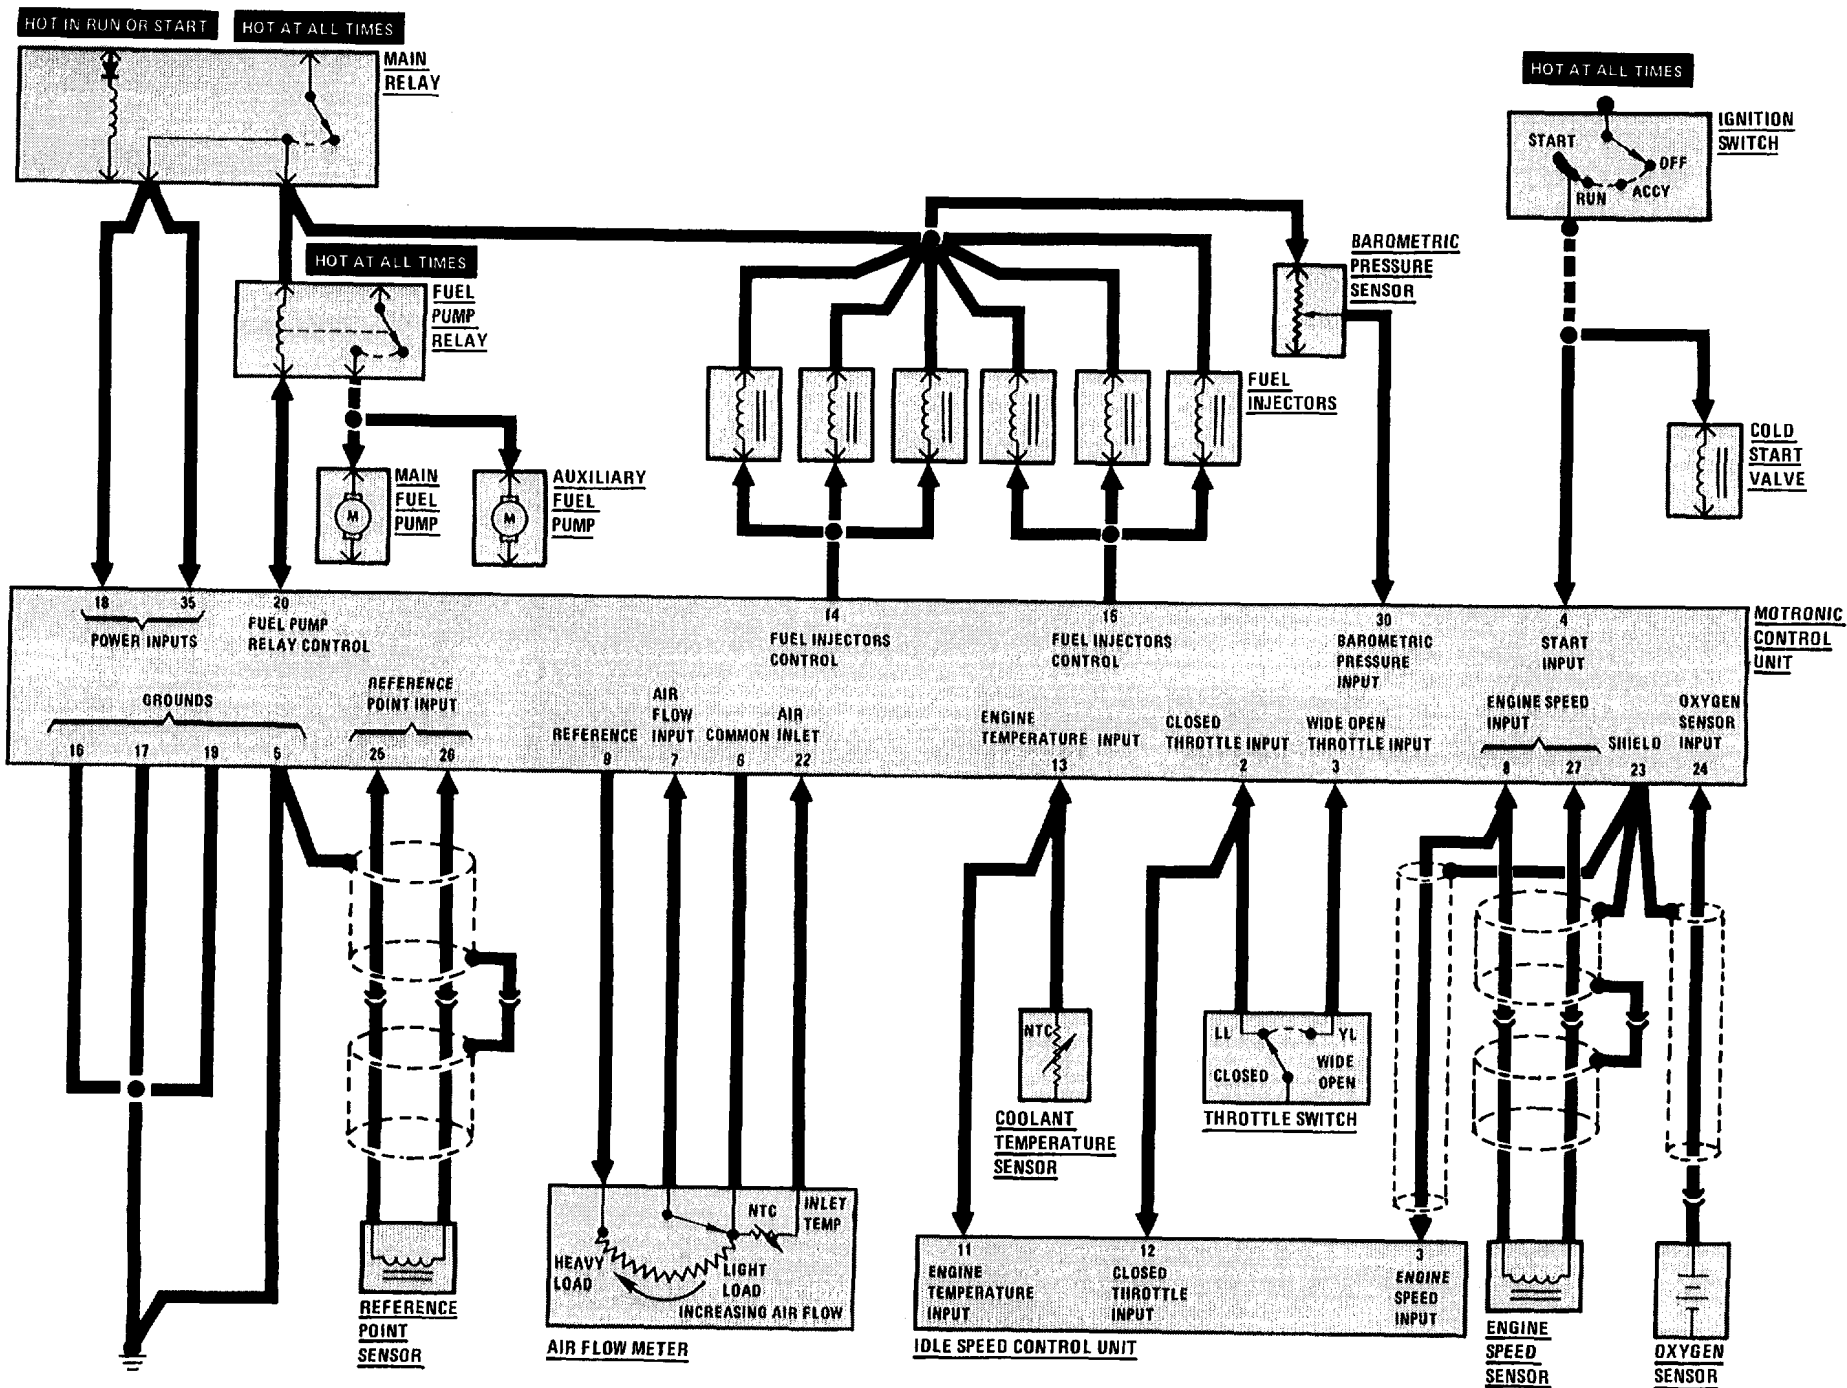 HOT IN RUN OR START
HOT AT ALL TIMES
MAIN
RELAY
HOT AT ALL TIMES
IGNITION
SWITCH
START
OFF
ACCY
RUN
HOT AT ALL TIMES
FUEL
PUMP
RELAY
BAROMETRIC
PRESSURE
SENSOR
FUEL
INJECTORS
COLD
START
VALVE
MAIN
FUEL
PUMP
M
AUXILIARY
FUEL
PUMP
M
MOTRONIC
CONTROL
UNIT
18
35
POWER INPUTS
20
FUEL PUMP
RELAY CONTROL
14
FUEL INJECTORS
CONTROL
15
FUEL INJECTORS
CONTROL
30
BAROMETRIC
PRESSURE
INPUT
4
START
INPUT
GROUNDS
16
17
19
5
REFERENCE
POINT INPUT
25
26
REFERENCE
9
AIR
FLOW
INPUT
7
COMMON
6
AIR
INLET
22
ENGINE
TEMPERATURE INPUT
13
CLOSED
THROTTLE INPUT
2
WIDE OPEN
THROTTLE INPUT
3
ENGINE SPEED
INPUT
8
27
SHIELD
23
OXYGEN
SENSOR
INPUT
24
NTC
COOLANT
TEMPERATURE
SENSOR
LL
YL
CLOSED
WIDE
OPEN
THROTTLE SWITCH
REFERENCE
POINT
SENSOR
NTC
INLET
TEMP
HEAVY
LOAD
LIGHT
LOAD
INCREASING AIR FLOW
AIR FLOW METER
11
ENGINE
TEMPERATURE
INPUT
12
CLOSED
THROTTLE
INPUT
3
ENGINE
SPEED
INPUT
IDLE SPEED CONTROL UNIT
ENGINE
SPEED
SENSOR
OXYGEN
SENSOR